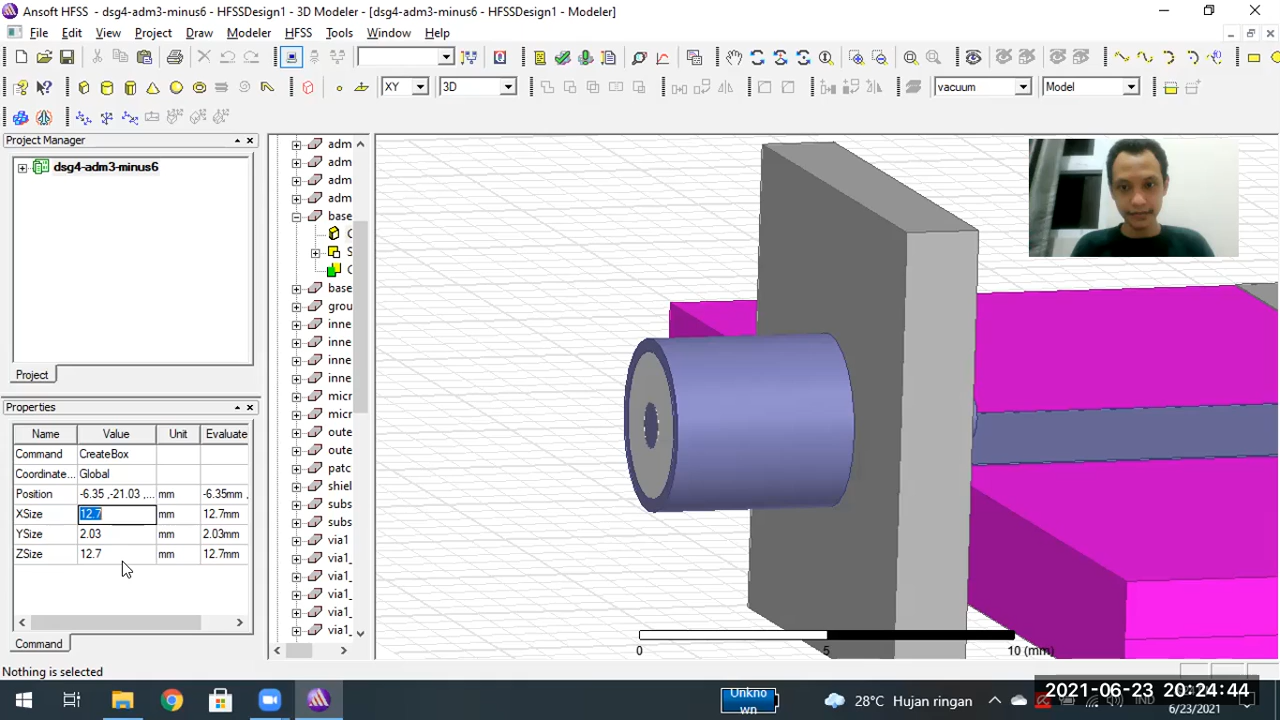 Ansoft HFSS - dsg4-adm3-minus6 - HFSSDesign1 - 3D Modeler - [dsg4-adm3-minus6 - HFSSDesign1 - Modeler]
File Edit View Project Draw Modeler HFSS Tools Window Help
XY 3D vacuum Model
Project Manager
dsg4-adm3-minus6
Project
Properties
Name Value Unit Evaluate
Command CreateBox
Coordinate... Global
Position -6.35 ,-21.03 ,... mm -6.35mm ,
XSize 12.7 mm 12.7mm
YSize 2.03 mm 2.03mm
ZSize 12.7 mm 12.7mm
Command
adm
adm
adm
adm
base
C
S
C
base
grou
inne
inne
inne
micr
micr
oute
oute
patc
shiel
subs
subs
via1
via1_
via1_
via1_
via1_
0 5 10 (mm)
Nothing is selected
Unkno
wn
28°C Hujan ringan
IND
2021-06-23 20:24:44
6/23/2021